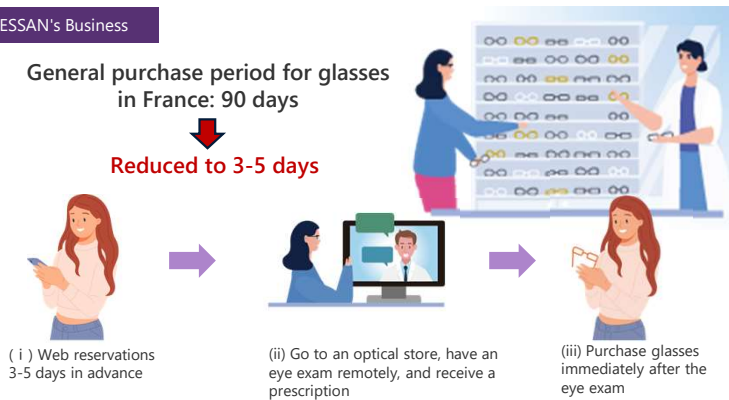 ESSAN's Business
General purchase period for glasses
in France: 90 days
Reduced to 3-5 days
(ⅰ) Web reservations
3-5 days in advance
(ii) Go to an optical store, have an
eye exam remotely, and receive a
prescription
(iii) Purchase glasses
immediately after the
eye exam